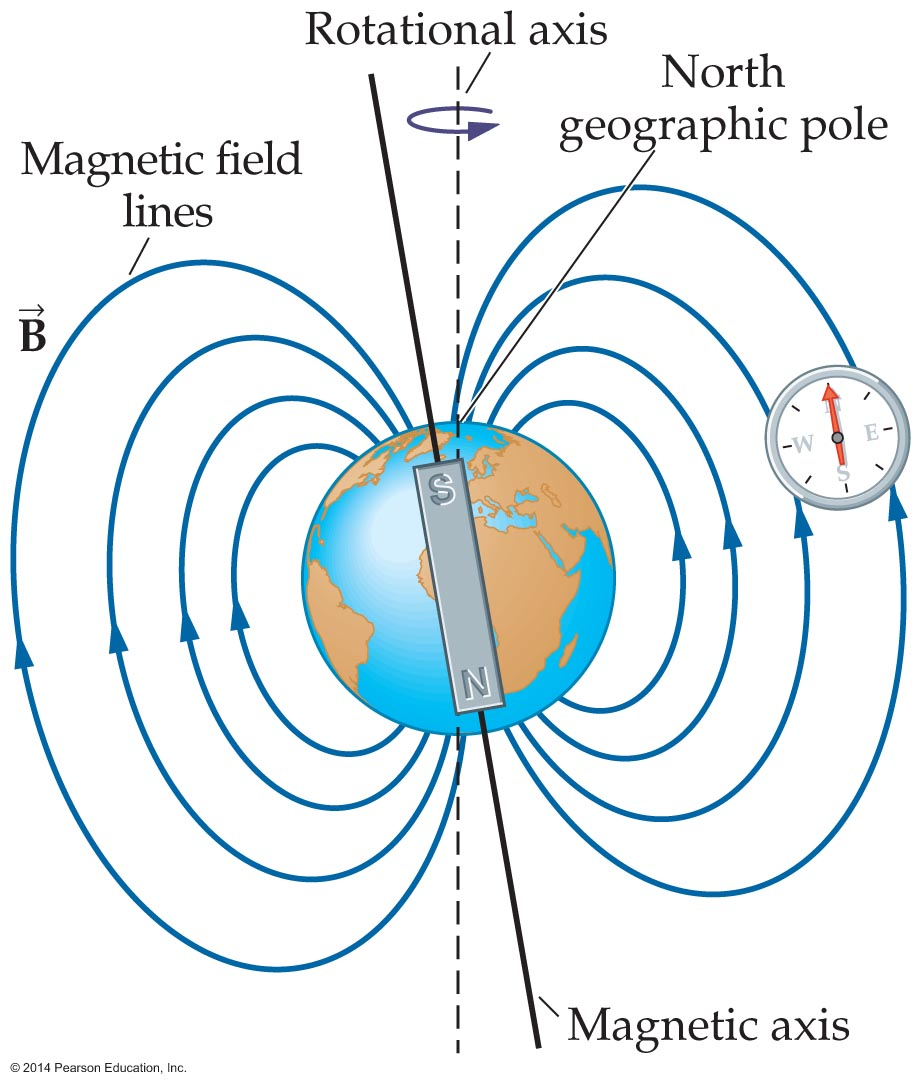 Rotational axis
North
geographic pole
Magnetic field
lines
B
W
E
S
S
N
Magnetic axis
© 2014 Pearson Education, Inc.